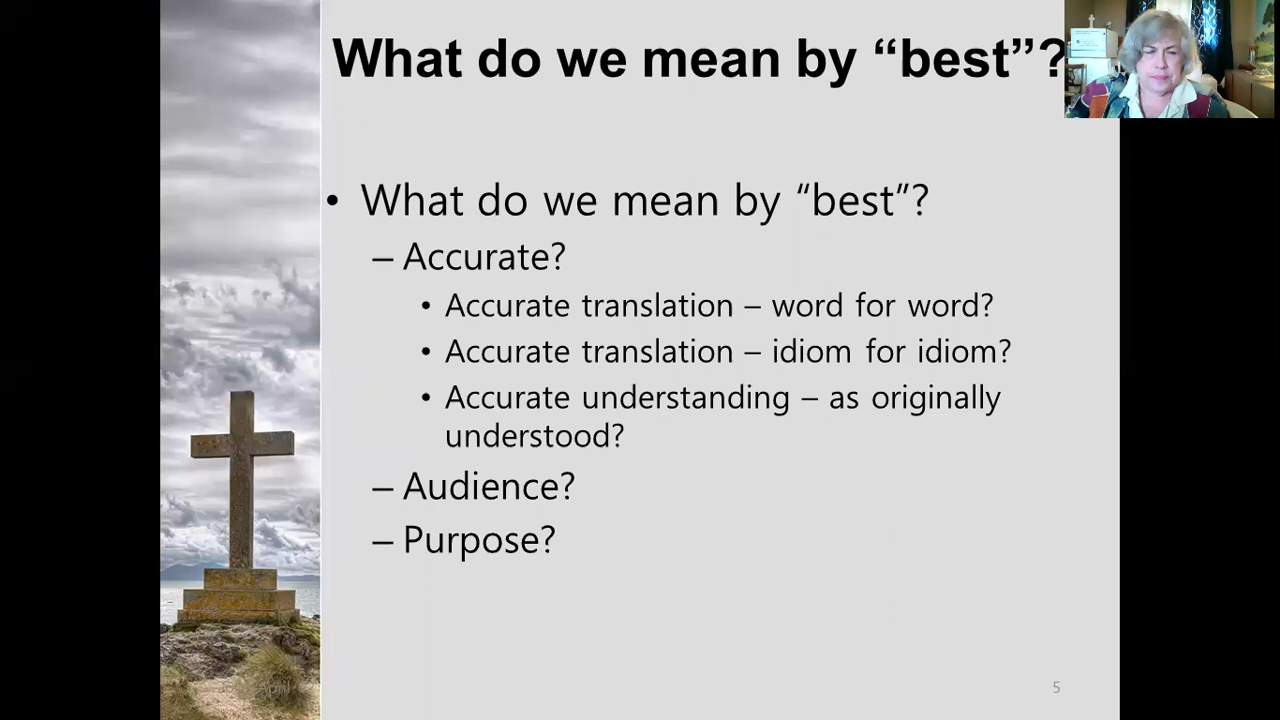 What do we mean by “best”?
• What do we mean by “best”?
– Accurate?
• Accurate translation – word for word?
• Accurate translation – idiom for idiom?
• Accurate understanding – as originally
understood?
– Audience?
– Purpose?
April
5